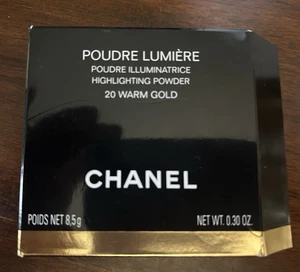 POUDRE LUMIÈRE
POUDRE ILLUMINATRICE
HIGHLIGHTING POWDER
20 WARM GOLD
CHANEL
POIDS NET 8,5g NET WT. 0.30 OZ.